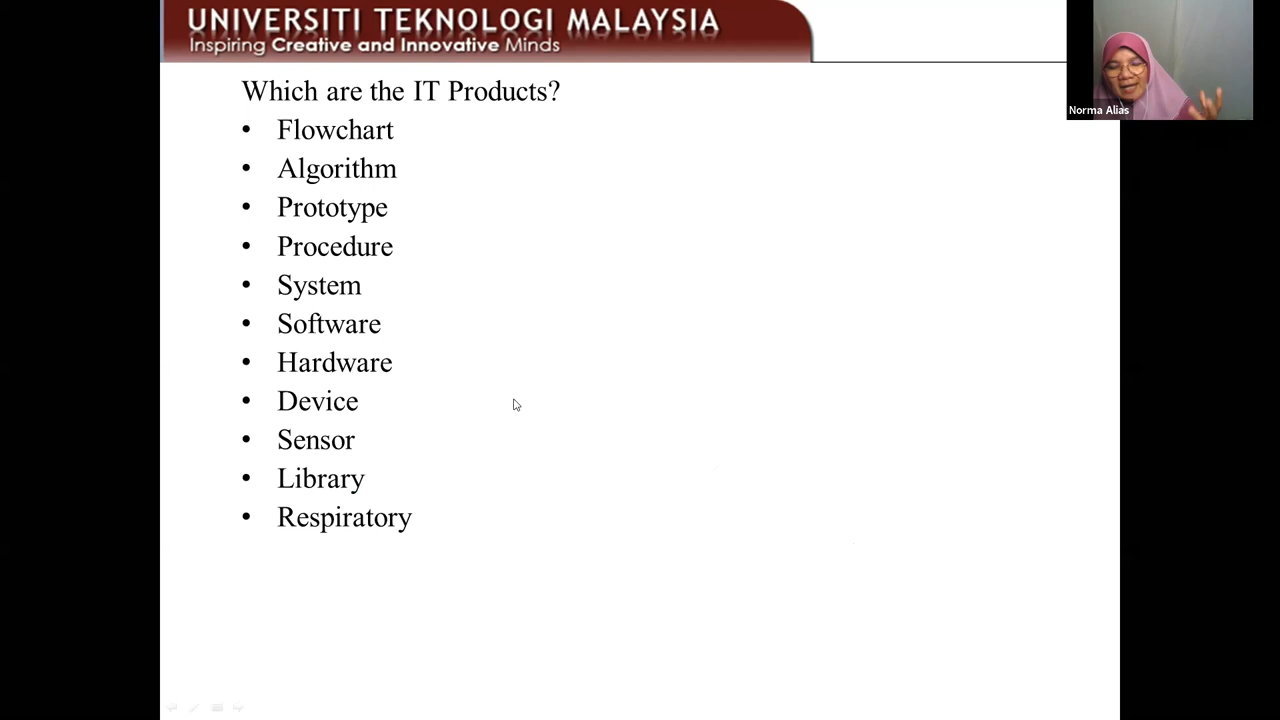 UNIVERSITI TEKNOLOGI MALAYSIA
Inspiring Creative and Innovative Minds
Norma Alias
Which are the IT Products?
• Flowchart
• Algorithm
• Prototype
• Procedure
• System
• Software
• Hardware
• Device
• Sensor
• Library
• Respiratory